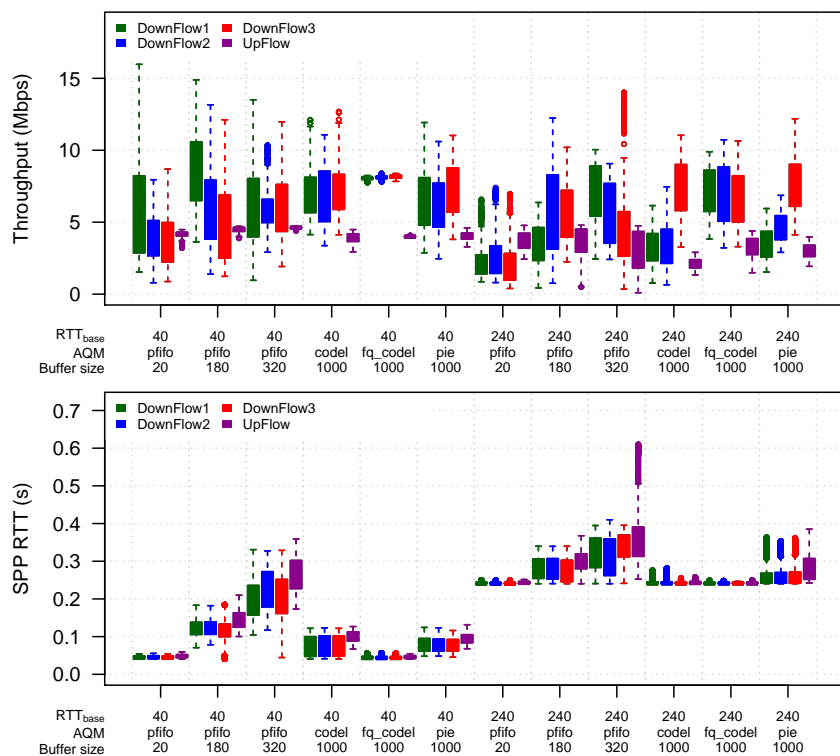 DownFlow1 DownFlow3
DownFlow2 UpFlow
Throughput (Mbps)
15
10
5
0
RTTbase 40 40 40 40 40 40 240 240 240 240 240 240
AQM pfifo pfifo pfifo codel fq_codel pie pfifo pfifo pfifo codel fq_codel pie
Buffer size 20 180 320 1000 1000 1000 20 180 320 1000 1000 1000
DownFlow1 DownFlow3
DownFlow2 UpFlow
SPP RTT (s)
0.7
0.6
0.5
0.4
0.3
0.2
0.1
0.0
RTTbase 40 40 40 40 40 40 240 240 240 240 240 240
AQM pfifo pfifo pfifo codel fq_codel pie pfifo pfifo pfifo codel fq_codel pie
Buffer size 20 180 320 1000 1000 1000 20 180 320 1000 1000 1000